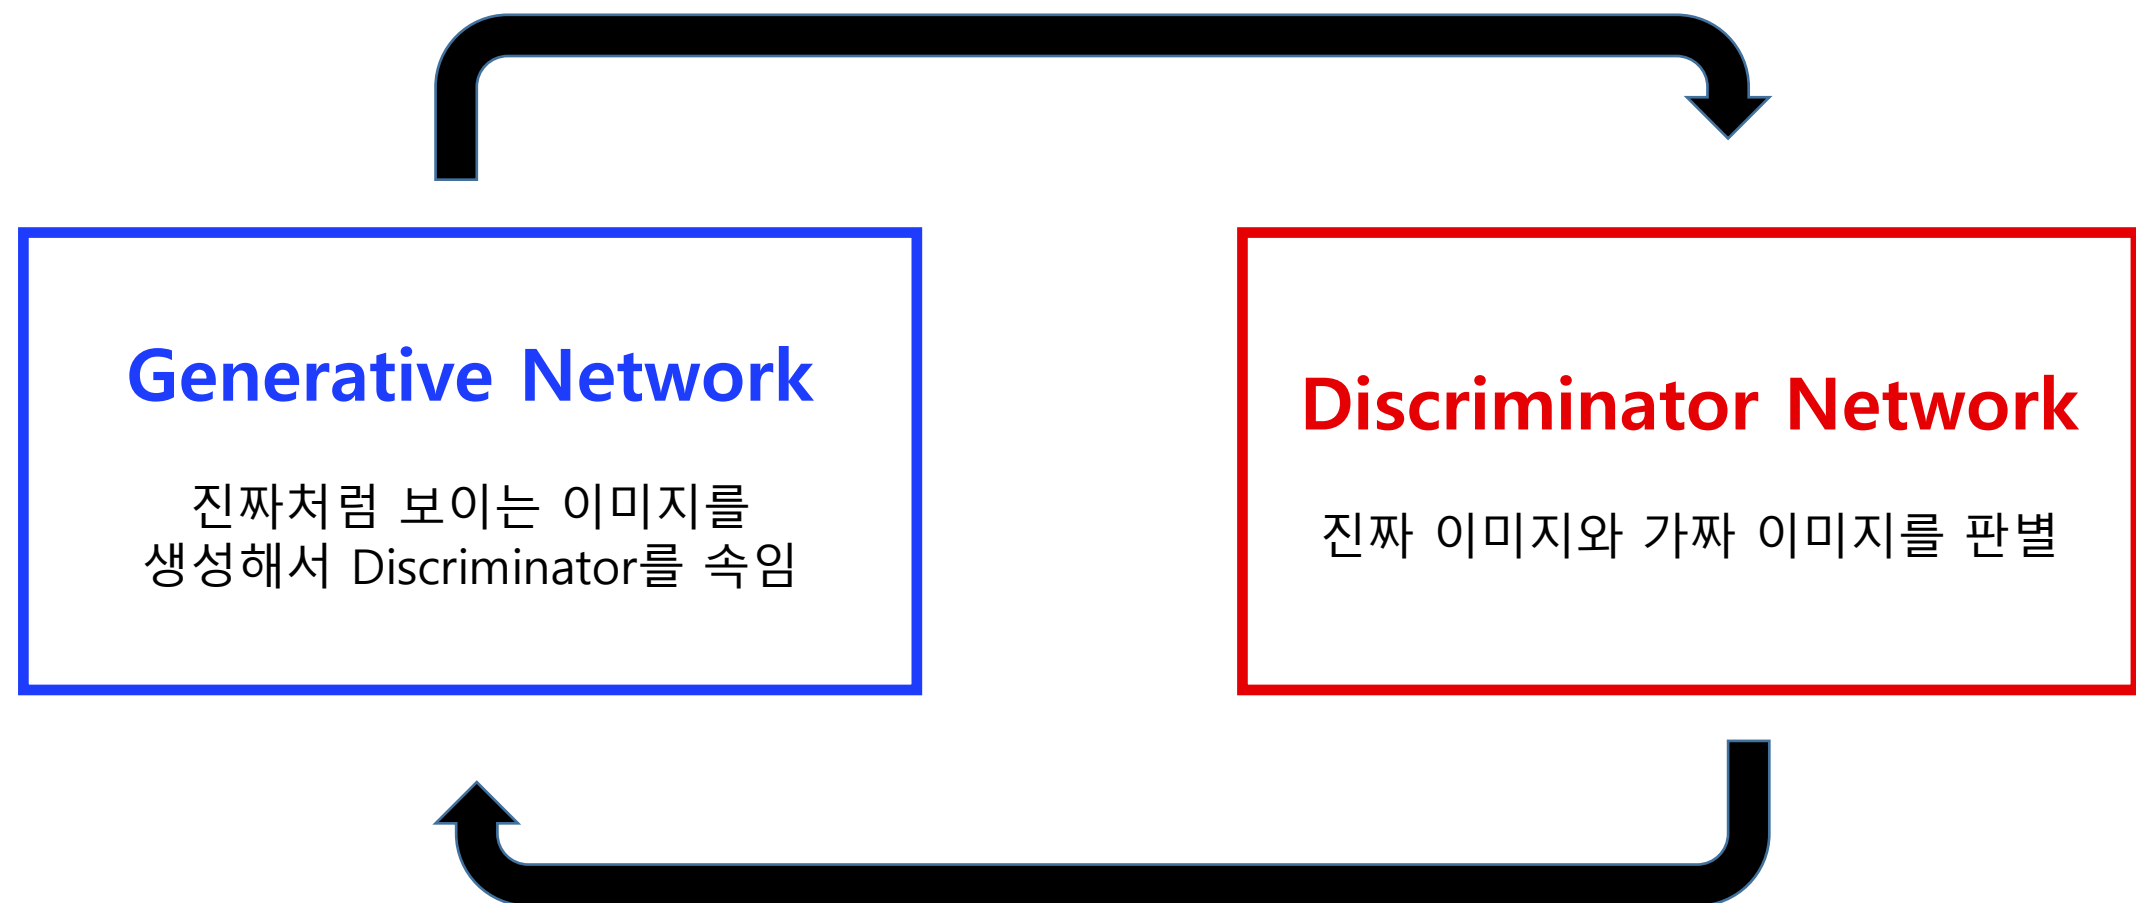 Generative Network
진짜처럼 보이는 이미지를
생성해서 Discriminator를 속임
Discriminator Network
진짜 이미지와 가짜 이미지를 판별